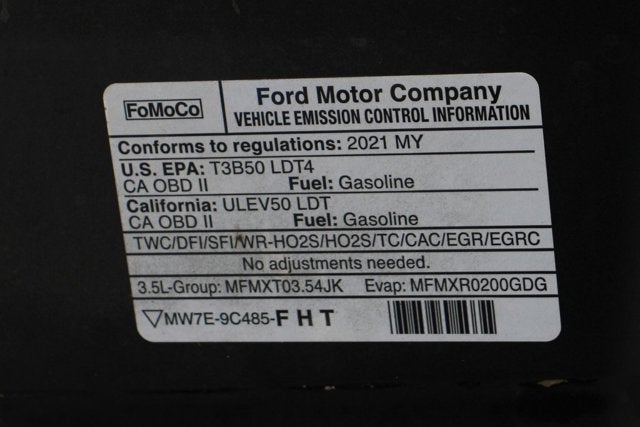 FoMoCo
Ford Motor Company
VEHICLE EMISSION CONTROL INFORMATION
Conforms to regulations: 2021 MY
U.S. EPA: T3B50 LDT4
CA OBD II Fuel: Gasoline
California: ULEV50 LDT
CA OBD II Fuel: Gasoline
TWC/DFI/SFI/WR-HO2S/HO2S/TC/CAC/EGR/EGRC
No adjustments needed.
3.5L-Group: MFMXT03.54JK Evap: MFMXR0200GDG
▽MW7E-9C485-F H T